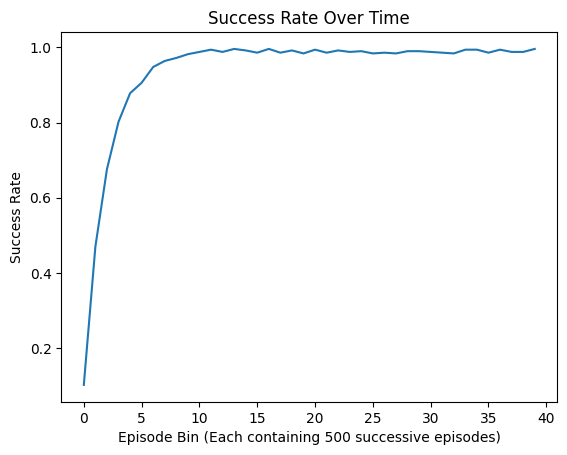 Success Rate Over Time
1.0
0.8
0.6
0.4
0.2
Success Rate
0 5 10 15 20 25 30 35 40
Episode Bin (Each containing 500 successive episodes)